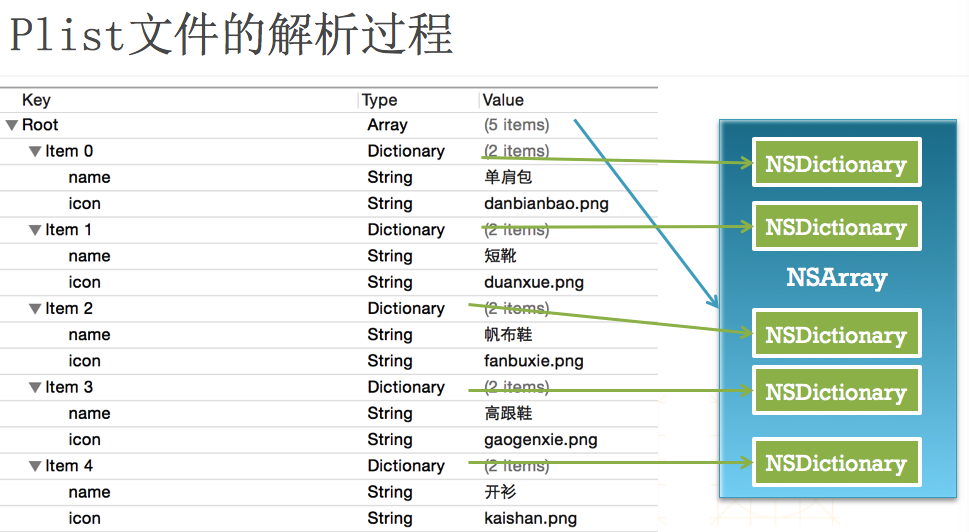 Plist文件的解析过程
Key Type Value
Root Array (5 items)
Item 0 Dictionary (2 items)
name String 单肩包
icon String danbianbao.png
Item 1 Dictionary (2 items)
name String 短靴
icon String duanxue.png
Item 2 Dictionary (2 items)
name String 帆布鞋
icon String fanbuxie.png
Item 3 Dictionary (2 items)
name String 高跟鞋
icon String gaogenxie.png
Item 4 Dictionary (2 items)
name String 开衫
icon String kaishan.png
NSDictionary
NSDictionary
NSArray
NSDictionary
NSDictionary
NSDictionary